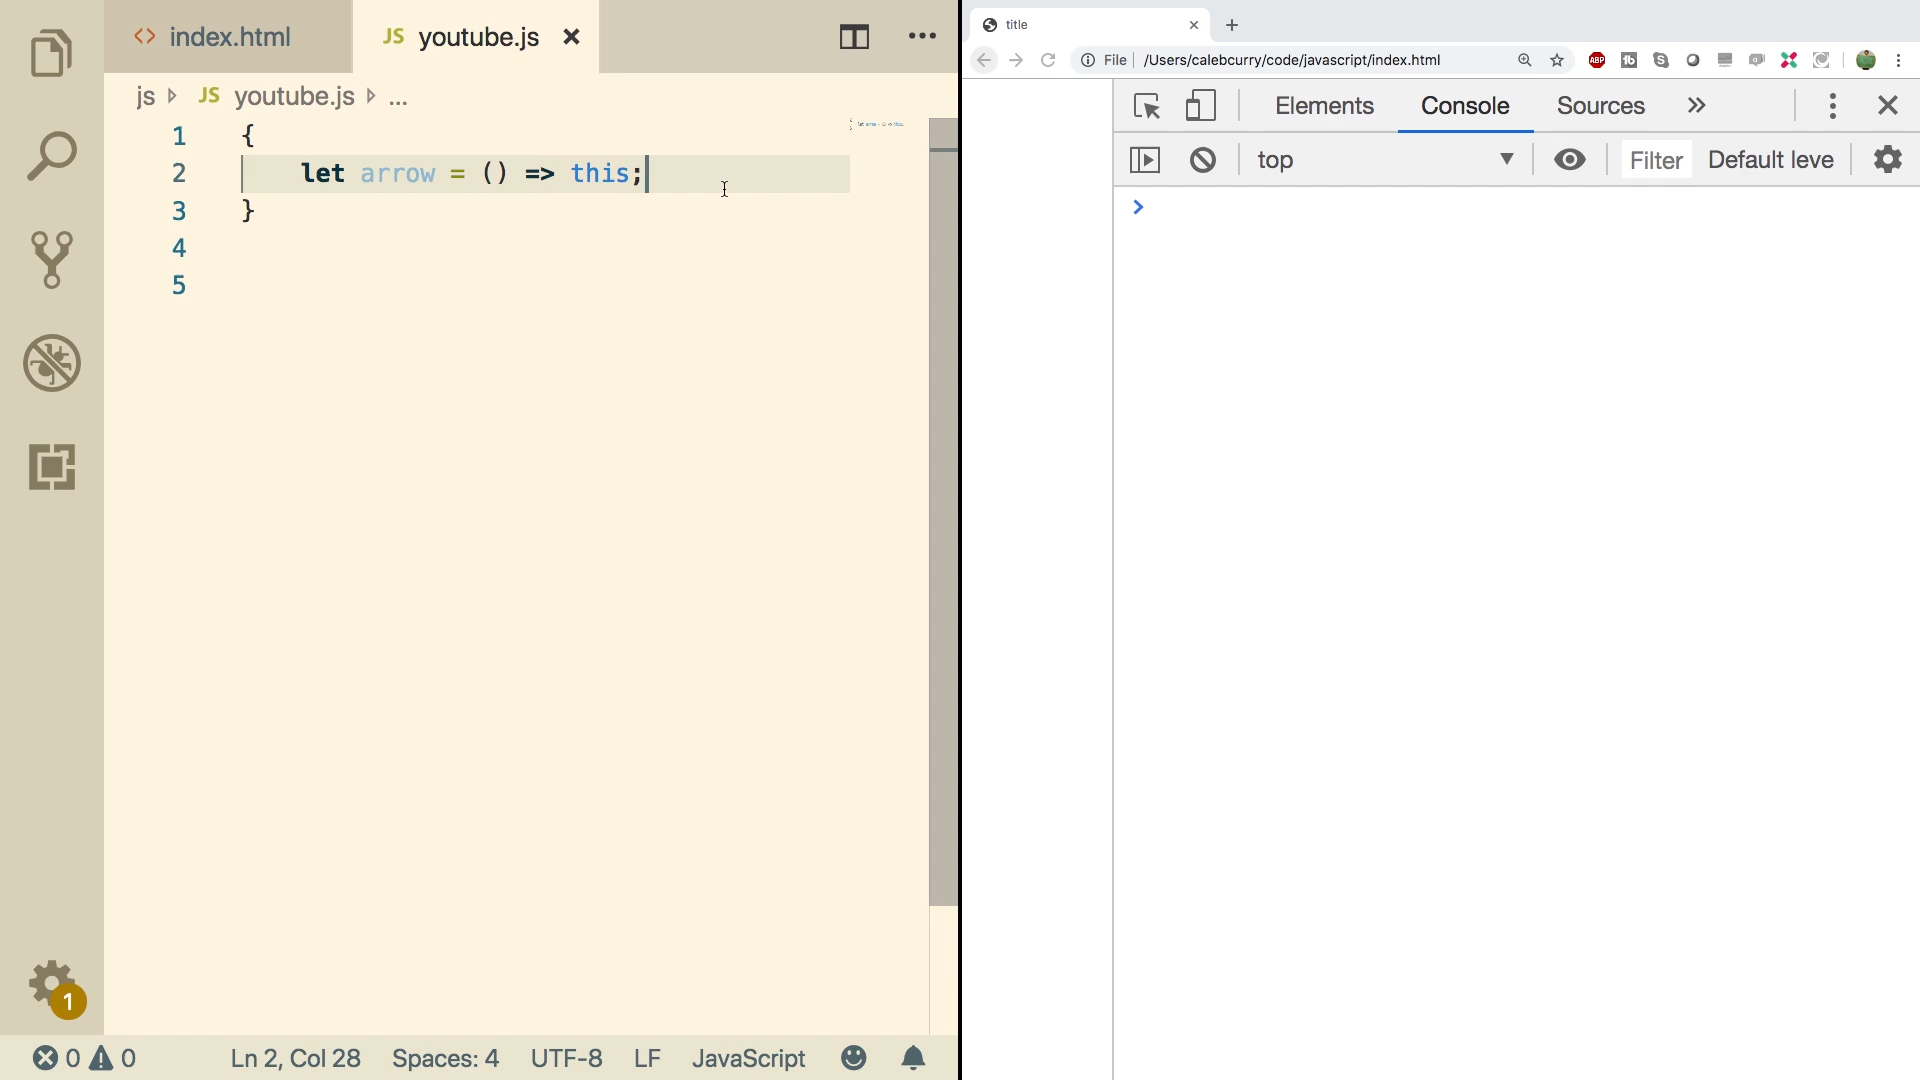 index.html
JS youtube.js
js JS youtube.js ...
1 {
2 let arrow = () => this;
3 }
4
5
1
0 0 Ln 2, Col 28 Spaces: 4 UTF-8 LF JavaScript
title
File /Users/calebcurry/code/javascript/index.html ABP
Elements Console Sources
top Filter Default leve